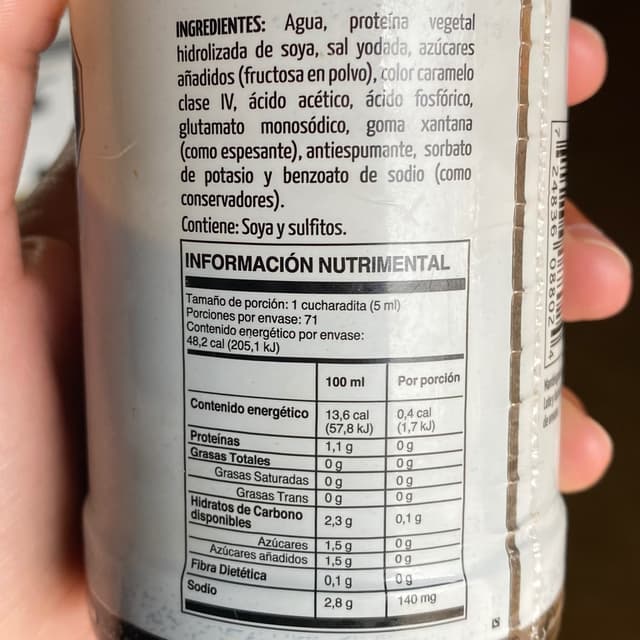 INGREDIENTES: Agua, proteína vegetal
hidrolizada de soya, sal yodada, azúcares
añadidos (fructosa en polvo), color caramelo
clase IV, ácido acético, ácido fosfórico,
glutamato monosódico, goma xantana
(como espesante), antiespumante, sorbato
de potasio y benzoato de sodio (como
conservadores).
Contiene: Soya y sulfitos.
INFORMACIÓN NUTRIMENTAL
Tamaño de porción: 1 cucharadita (5 ml)
Porciones por envase: 71
Contenido energético por envase:
48,2 cal (205,1 kJ)
100 ml Por porción
Contenido energético 13,6 cal (57,8 kJ) 0,4 cal (1,7 kJ)
Proteínas 1,1 g 0 g
Grasas Totales 0 g 0 g
Grasas Saturadas 0 g 0 g
Grasas Trans 0 g 0 g
Hidratos de Carbono disponibles 2,3 g 0,1 g
Azúcares 1,5 g 0 g
Azúcares añadidos 1,5 g 0 g
Fibra Dietética 0,1 g 0 g
Sodio 2,8 g 140 mg
7 24836 08802 4